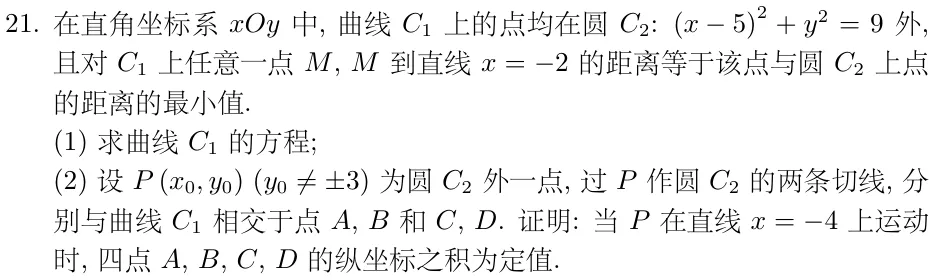 21. 在直角坐标系 xOy 中, 曲线 C₁ 上的点均在圆 C₂: (x − 5)² + y² = 9 外,
且对 C₁ 上任意一点 M, M 到直线 x = −2 的距离等于该点与圆 C₂ 上点
的距离的最小值.
(1) 求曲线 C₁ 的方程;
(2) 设 P (x₀, y₀) (y₀ ≠ ±3) 为圆 C₂ 外一点, 过 P 作圆 C₂ 的两条切线, 分
别与曲线 C₁ 相交于点 A, B 和 C, D. 证明: 当 P 在直线 x = −4 上运动
时, 四点 A, B, C, D 的纵坐标之积为定值.